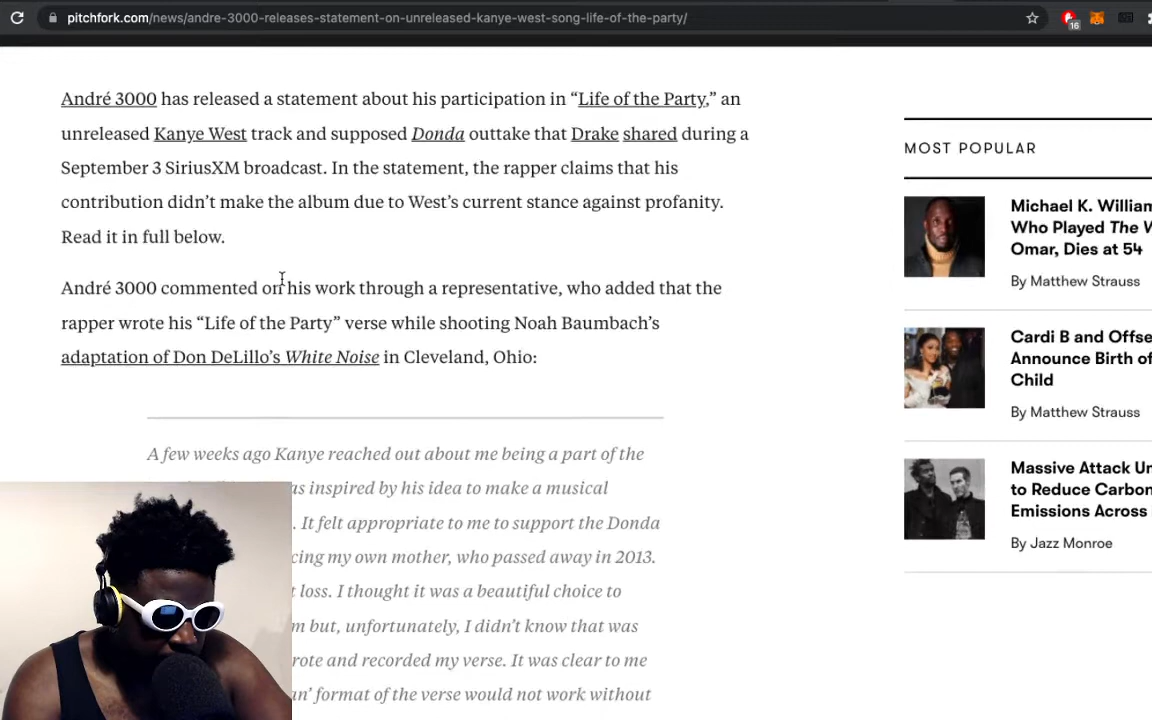 pitchfork.com/news/andre-3000-releases-statement-on-unreleased-kanye-west-song-life-of-the-party/
16
André 3000 has released a statement about his participation in “Life of the Party,” an
unreleased Kanye West track and supposed Donda outtake that Drake shared during a
September 3 SiriusXM broadcast. In the statement, the rapper claims that his
contribution didn’t make the album due to West’s current stance against profanity.
Read it in full below.
André 3000 commented on his work through a representative, who added that the
rapper wrote his “Life of the Party” verse while shooting Noah Baumbach’s
adaptation of Don DeLillo’s White Noise in Cleveland, Ohio:
A few weeks ago Kanye reached out about me being a part of the
as inspired by his idea to make a musical
. It felt appropriate to me to support the Donda
cing my own mother, who passed away in 2013.
t loss. I thought it was a beautiful choice to
m but, unfortunately, I didn’t know that was
rote and recorded my verse. It was clear to me
an’ format of the verse would not work without
MOST POPULAR
Michael K. William
Who Played The W
Omar, Dies at 54
By Matthew Strauss
Cardi B and Offse
Announce Birth of
Child
By Matthew Strauss
Massive Attack Un
to Reduce Carbon
Emissions Across
By Jazz Monroe